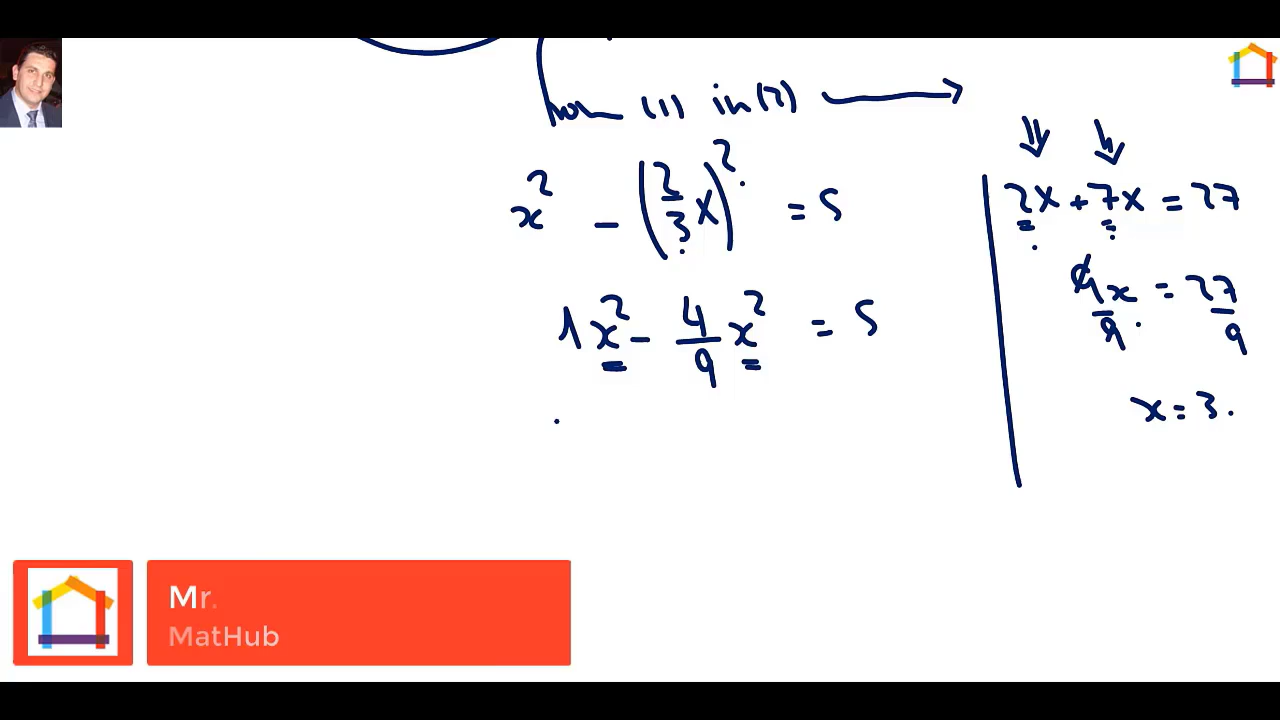 from (1) in (2) →
x² - (2/3 x)² = 5
1x² - 4/9 x² = 5
2x + 7x = 27
9x/9 = 27/9
x = 3.
Mr.
MatHub